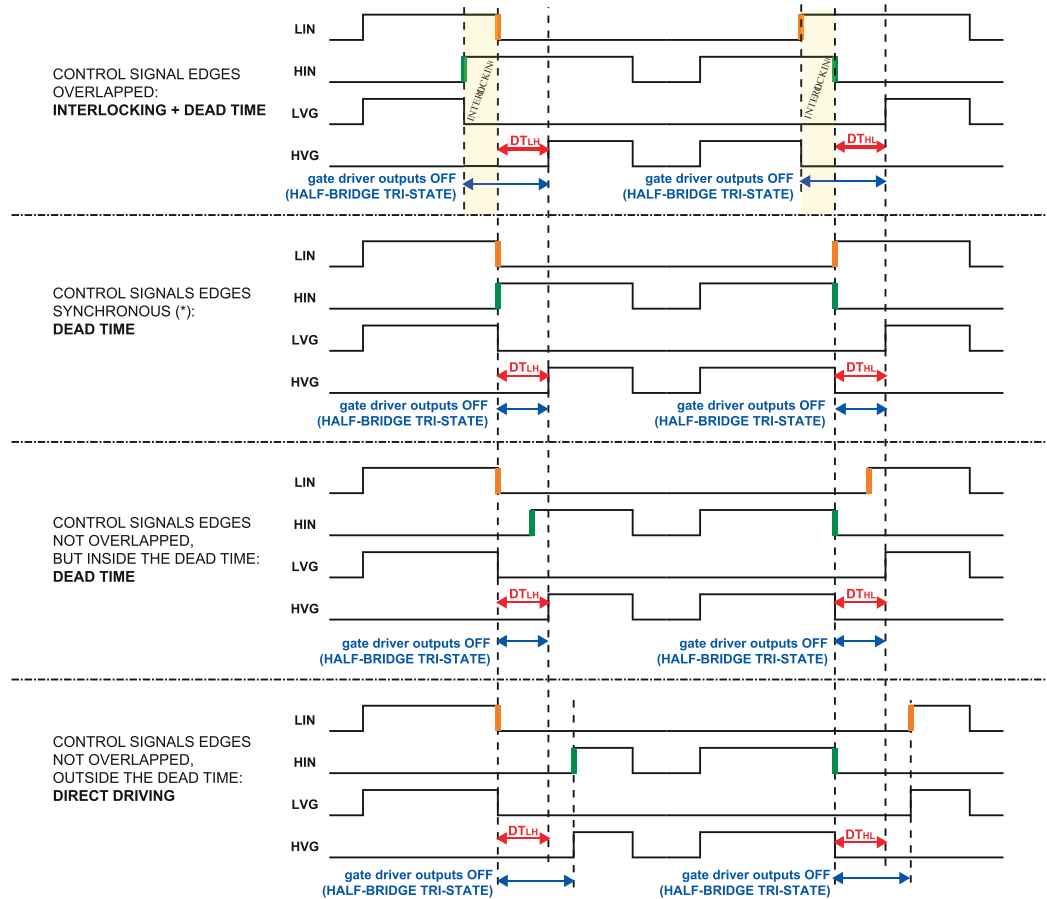 LIN
HIN
CONTROL SIGNAL EDGES
OVERLAPPED:
INTERLOCKING + DEAD TIME
INTERLOCKING
INTERLOCKING
LVG
DTLH
DTHL
HVG
gate driver outputs OFF
(HALF-BRIDGE TRI-STATE)
gate driver outputs OFF
(HALF-BRIDGE TRI-STATE)
LIN
CONTROL SIGNALS EDGES
SYNCHRONOUS (*):
DEAD TIME
HIN
LVG
DTLH
DTHL
HVG
gate driver outputs OFF
(HALF-BRIDGE TRI-STATE)
gate driver outputs OFF
(HALF-BRIDGE TRI-STATE)
LIN
CONTROL SIGNALS EDGES
NOT OVERLAPPED,
BUT INSIDE THE DEAD TIME:
DEAD TIME
HIN
LVG
DTLH
DTHL
HVG
gate driver outputs OFF
(HALF-BRIDGE TRI-STATE)
gate driver outputs OFF
(HALF-BRIDGE TRI-STATE)
LIN
CONTROL SIGNALS EDGES
NOT OVERLAPPED,
OUTSIDE THE DEAD TIME:
DIRECT DRIVING
HIN
LVG
DTLH
DTHL
HVG
gate driver outputs OFF
(HALF-BRIDGE TRI-STATE)
gate driver outputs OFF
(HALF-BRIDGE TRI-STATE)